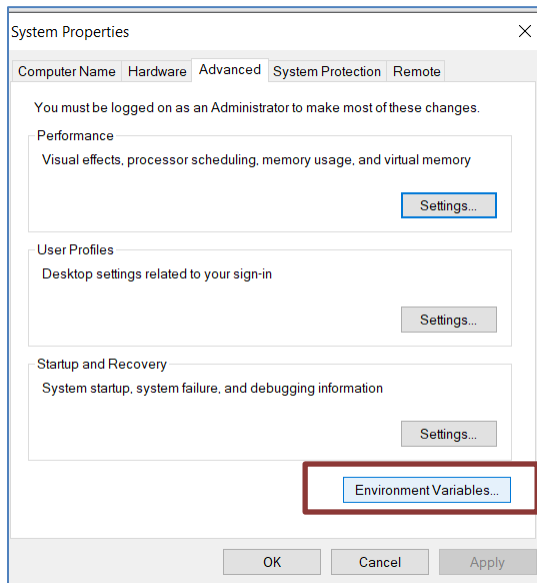 System Properties
Computer Name Hardware Advanced System Protection Remote
You must be logged on as an Administrator to make most of these changes.
Performance
Visual effects, processor scheduling, memory usage, and virtual memory
Settings...
User Profiles
Desktop settings related to your sign-in
Settings...
Startup and Recovery
System startup, system failure, and debugging information
Settings...
Environment Variables...
OK Cancel Apply